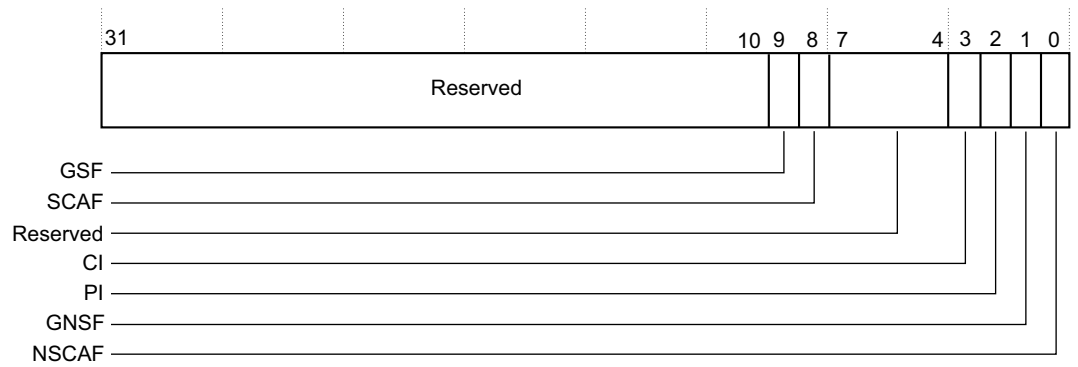 31 10 9 8 7 4 3 2 1 0
Reserved
GSF
SCAF
Reserved
CI
PI
GNSF
NSCAF